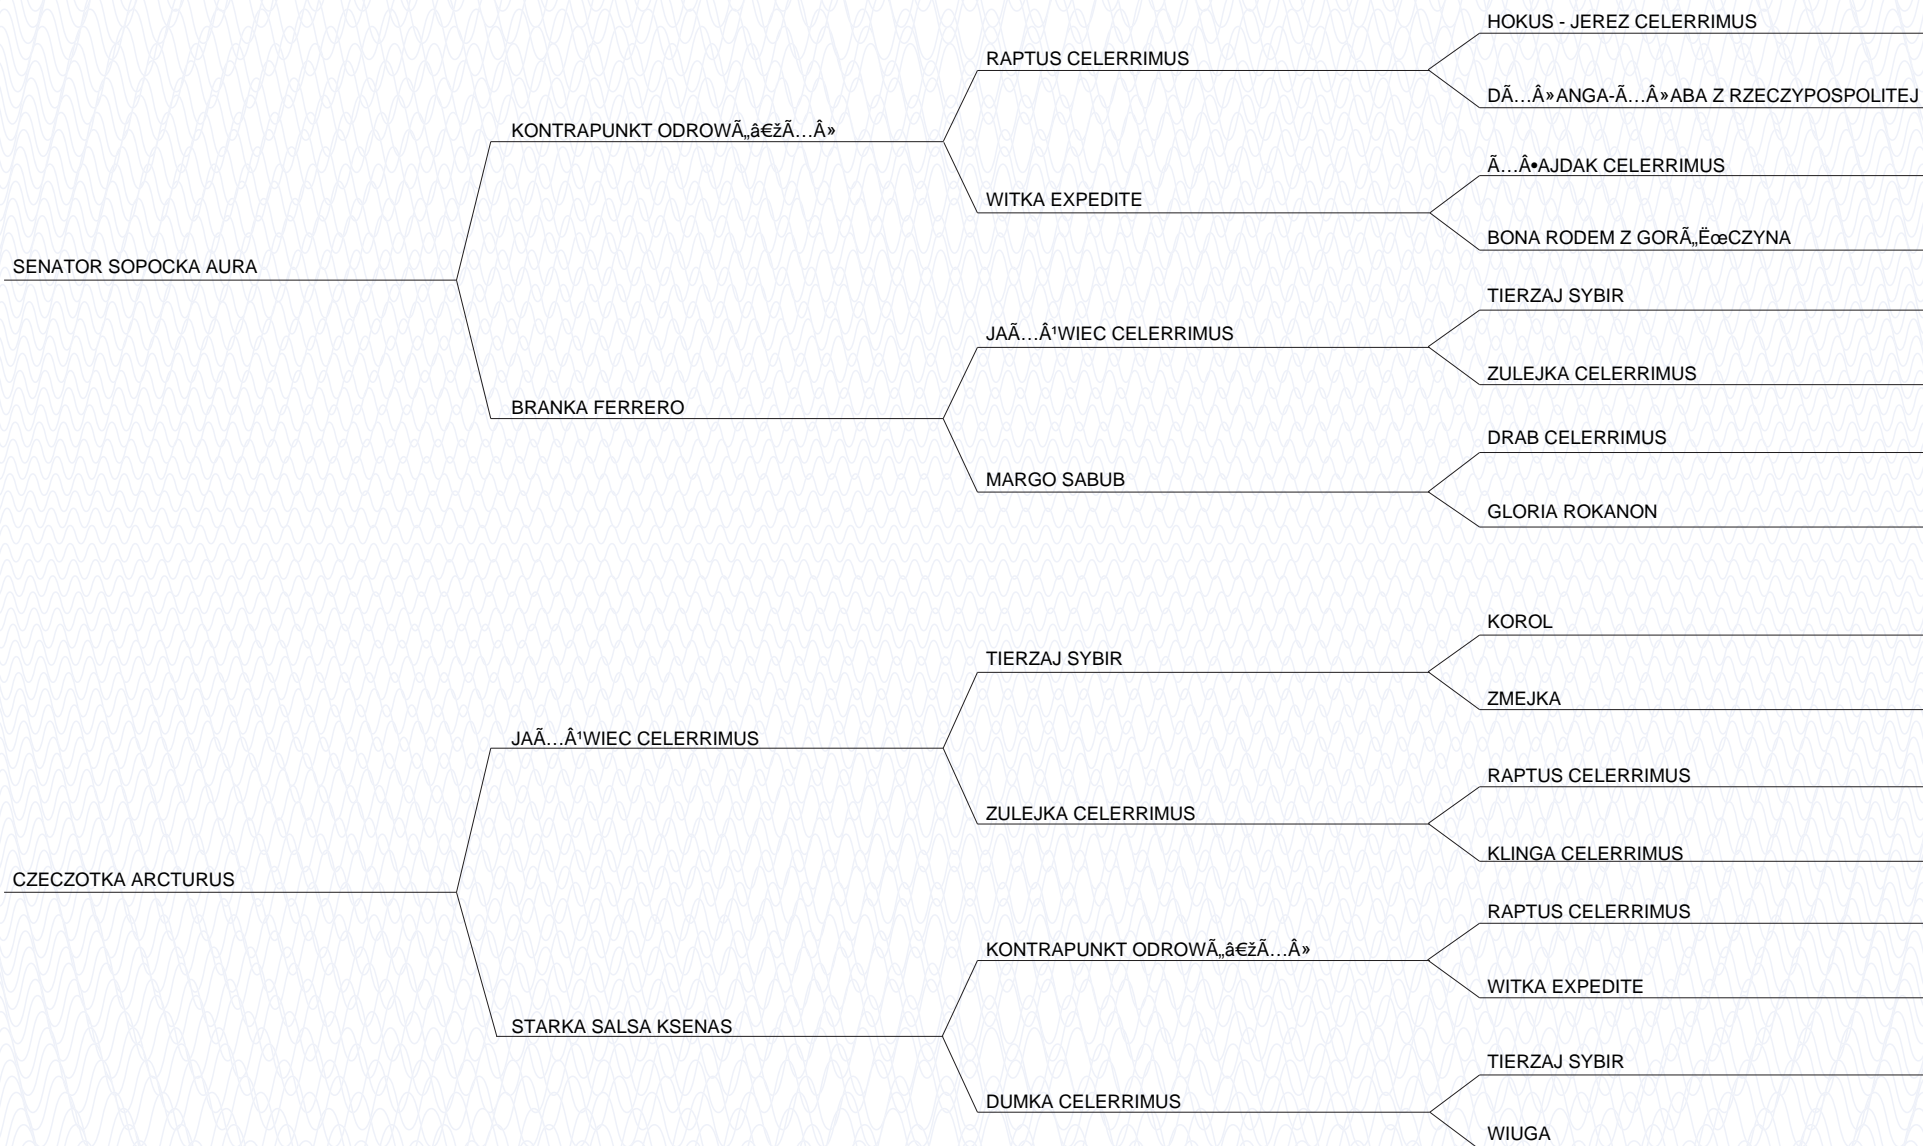 HOKUS - JEREZ CELERRIMUS
RAPTUS CELERRIMUS
DÃ…Â»ANGA-Ã…Â»ABA Z RZECZYPOSPOLITEJ
KONTRAPUNKT ODROWÃ„â€žÃ…Â»
Ã…Â•AJDAK CELERRIMUS
WITKA EXPEDITE
BONA RODEM Z GORÃ„ËœCZYNA
SENATOR SOPOCKA AURA
TIERZAJ SYBIR
JAÃ…Â¹WIEC CELERRIMUS
ZULEJKA CELERRIMUS
BRANKA FERRERO
DRAB CELERRIMUS
MARGO SABUB
GLORIA ROKANON
KOROL
TIERZAJ SYBIR
ZMEJKA
JAÃ…Â¹WIEC CELERRIMUS
RAPTUS CELERRIMUS
ZULEJKA CELERRIMUS
KLINGA CELERRIMUS
CZECZOTKA ARCTURUS
RAPTUS CELERRIMUS
KONTRAPUNKT ODROWÃ„â€žÃ…Â»
WITKA EXPEDITE
STARKA SALSA KSENAS
TIERZAJ SYBIR
DUMKA CELERRIMUS
WIUGA